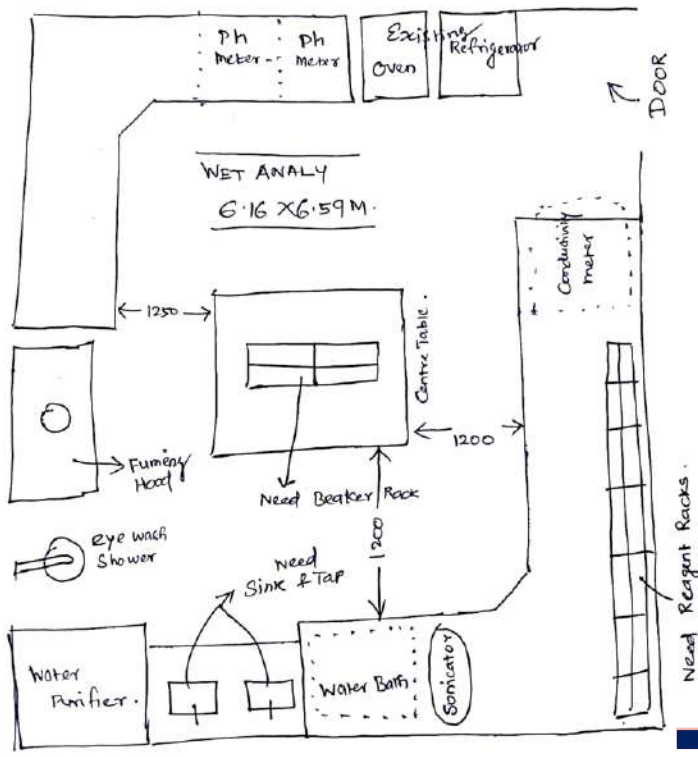 Ph
meter
Ph
meter
Oven
Existing
Refrigerator
DOOR
WET ANALY
6.16 X 6.59 M.
Conductivity
meter
1250
Centre Table.
1200
Fuming
Hood
Need Beaker Rack
1200
eye wash
Shower
Need
Sink & Tap
Need Reagent Racks.
Water
Purifier.
Water Bath
Sonicator